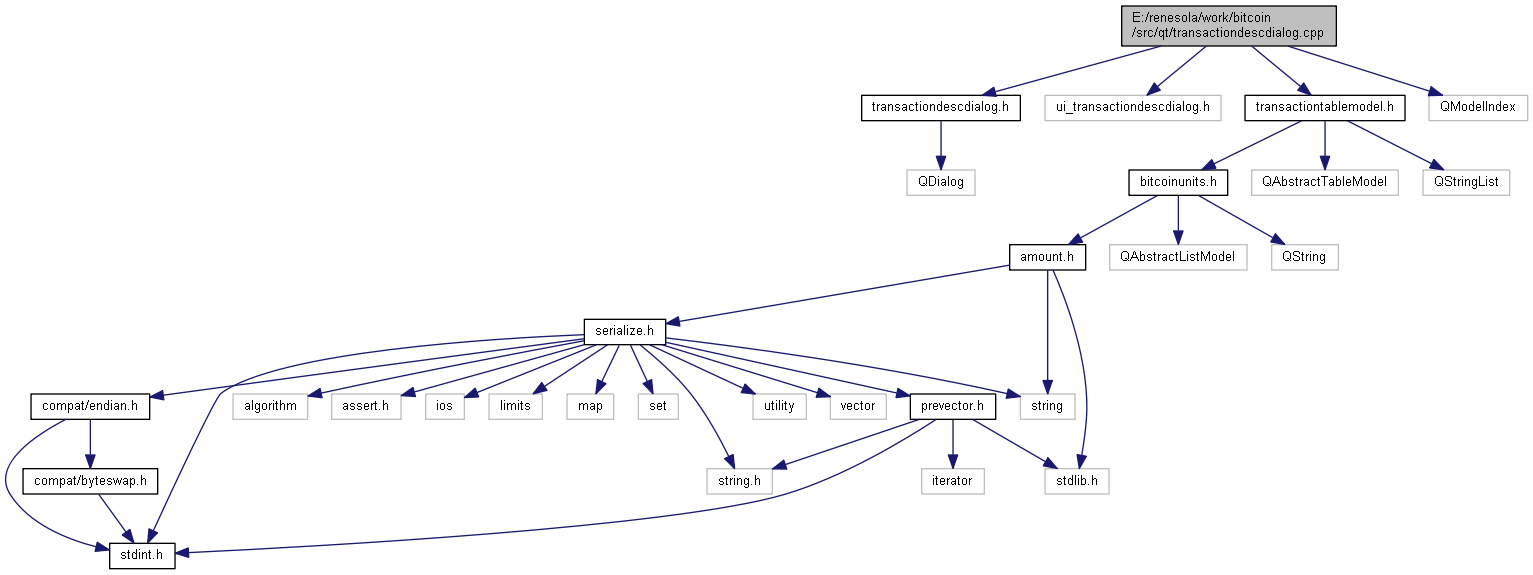 E:/renesola/work/bitcoin
/src/qt/transactiondescdialog.cpp
transactiondescdialog.h
ui_transactiondescdialog.h
transactiontablemodel.h
QModelIndex
QDialog
bitcoinunits.h
QAbstractTableModel
QStringList
amount.h
QAbstractListModel
QString
serialize.h
compat/endian.h
algorithm
assert.h
ios
limits
map
set
utility
vector
prevector.h
string
compat/byteswap.h
string.h
iterator
stdlib.h
stdint.h